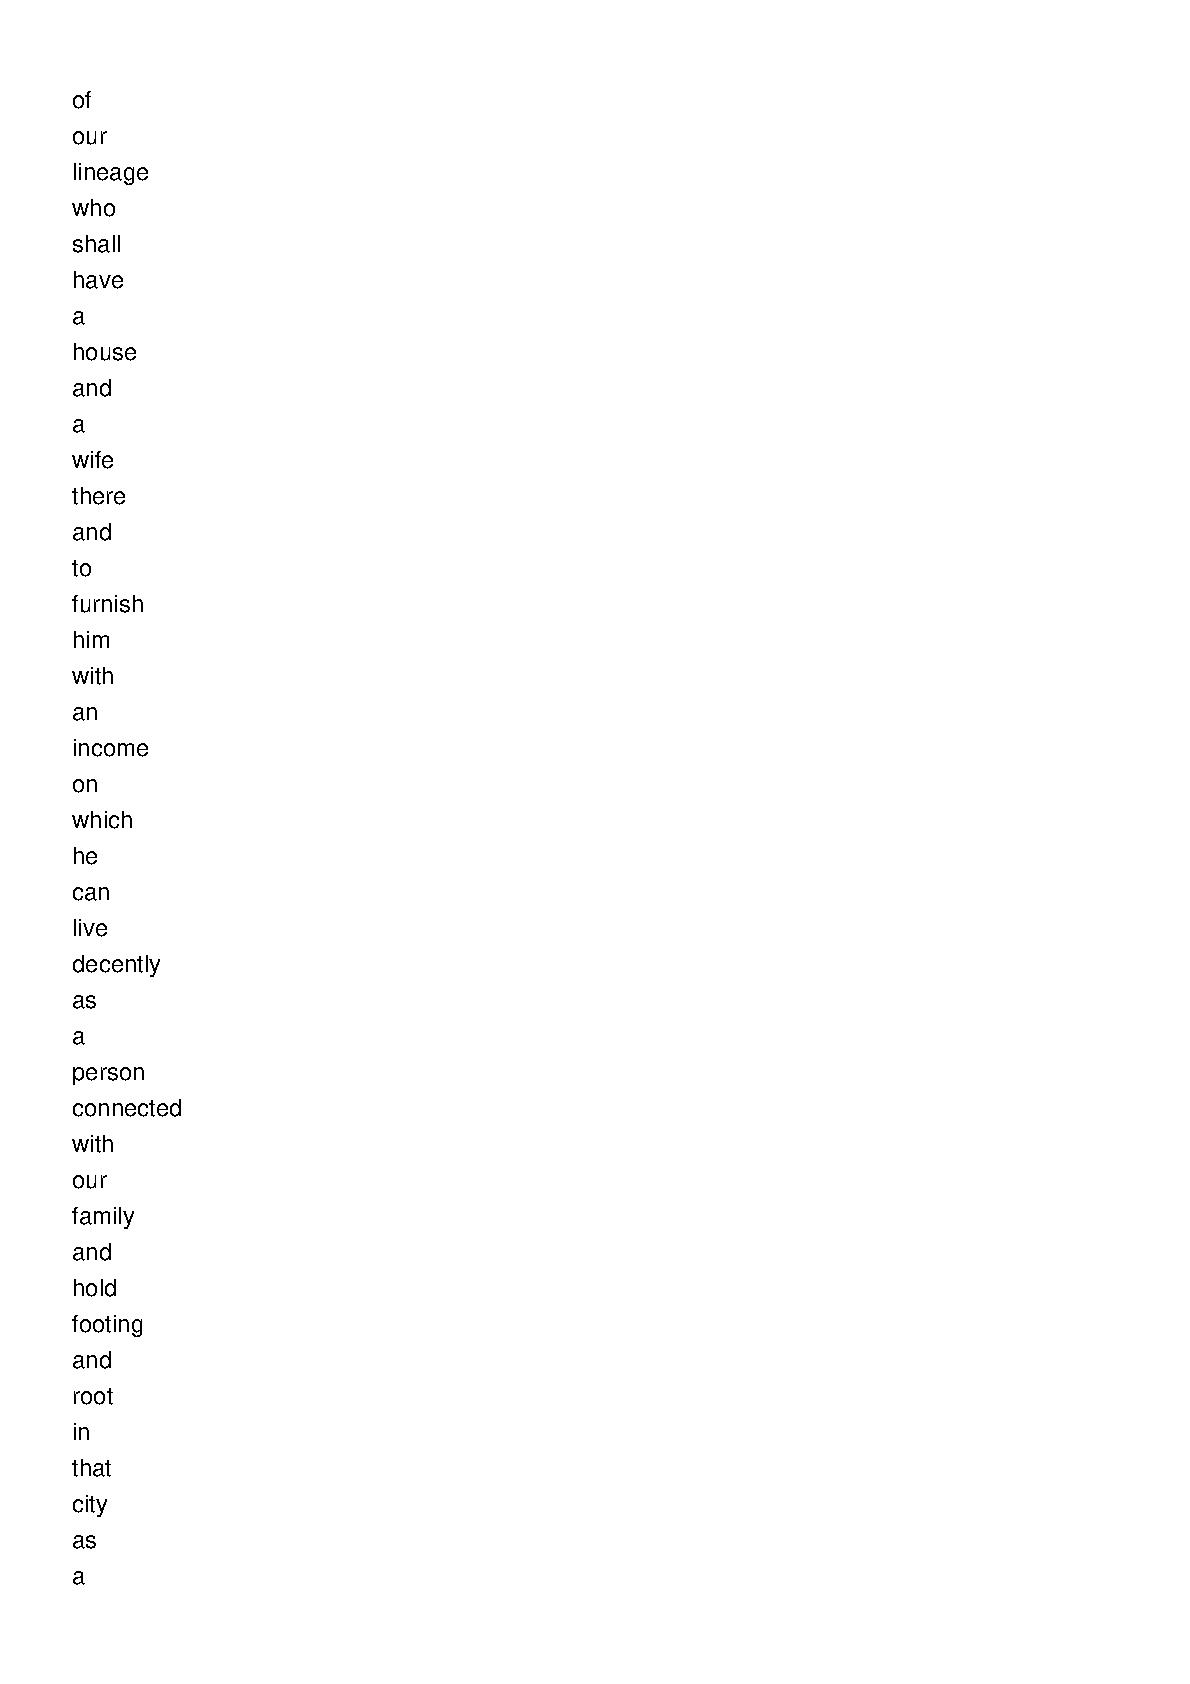 of
our
lineage
who
shall
have
a
house
and
a
wife
there
and
to
furnish
him
with
an
income
on
which
he
can
live
decently
as
a
person
connected
with
our
family
and
hold
footing
and
root
in
that
city
as
a